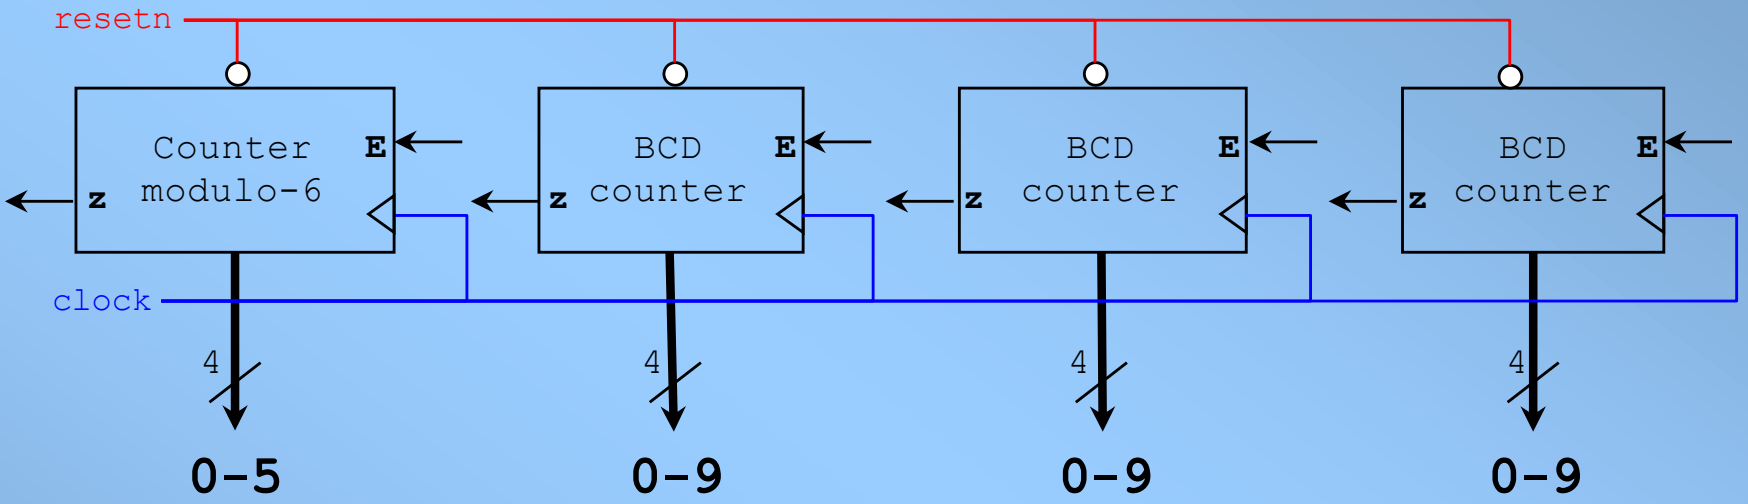 resetn
Counter
modulo-6
E
z
BCD
counter
E
z
BCD
counter
E
z
BCD
counter
E
z
clock
4
4
4
4
0-5
0-9
0-9
0-9